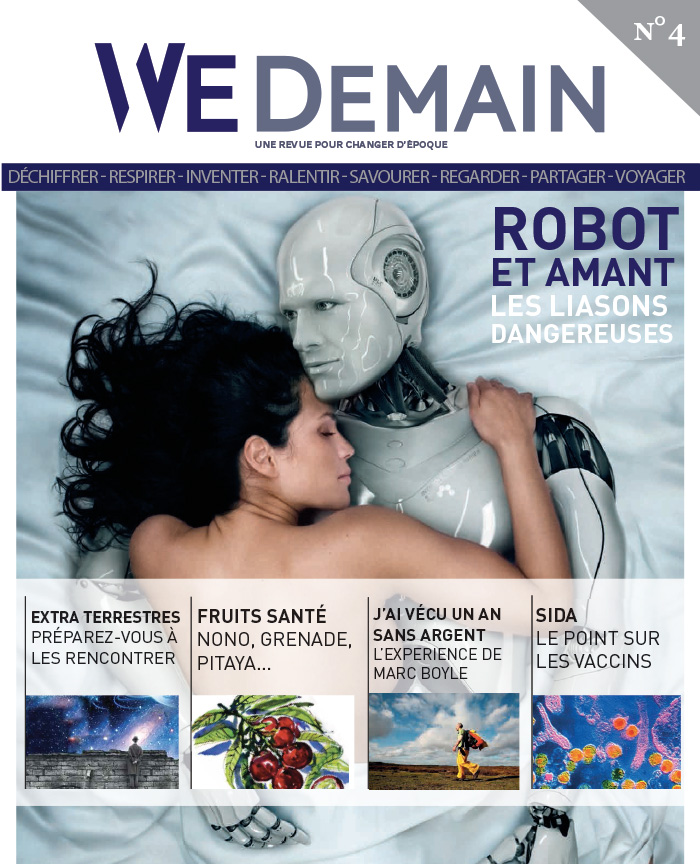 N° 4
WE DEMAIN
UNE REVUE POUR CHANGER D'ÉPOQUE
DÉCHIFFRER - RESPIRER - INVENTER - RALENTIR - SAVOURER - REGARDER - PARTAGER - VOYAGER
ROBOT
ET AMANT
LES LIASONS
DANGEREUSES
EXTRA TERRESTRES
PRÉPAREZ-VOUS À
LES RENCONTRER
FRUITS SANTÉ
NONO, GRENADE,
PITAYA...
J'AI VÉCU UN AN
SANS ARGENT
L'EXPERIENCE DE
MARC BOYLE
SIDA
LE POINT SUR
LES VACCINS